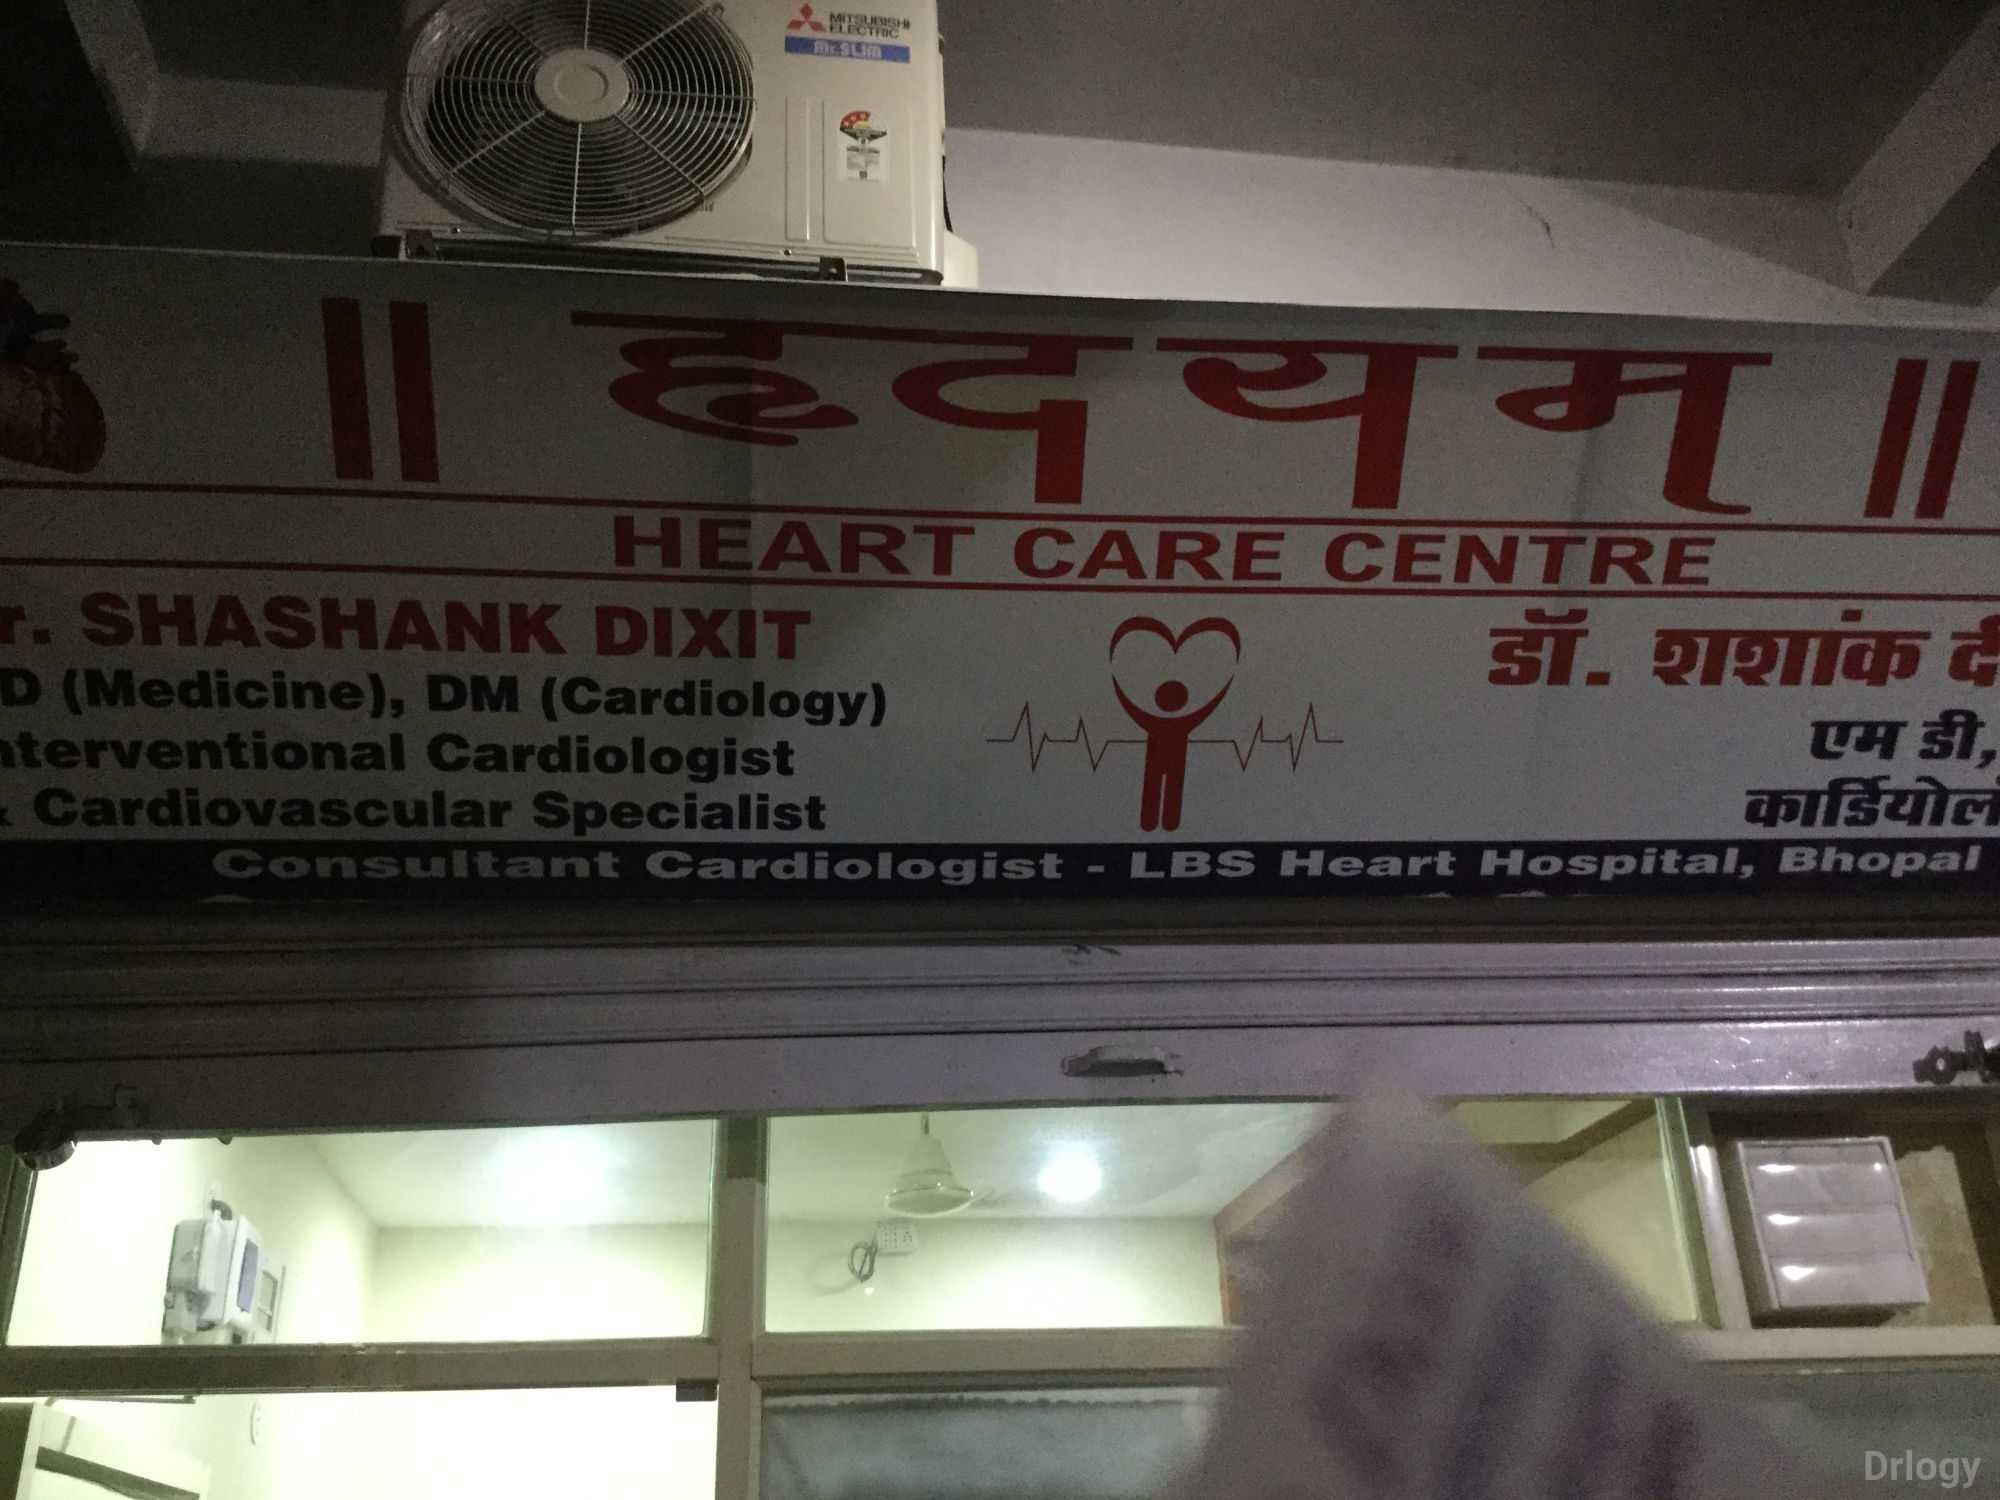 MITSUBISHI
ELECTRIC
Mr.SLIM
॥ हृदयम ॥
HEART CARE CENTRE
r. SHASHANK DIXIT
D (Medicine), DM (Cardiology)
nterventional Cardiologist
& Cardiovascular Specialist
डॉ. शशांक दी
एम डी,
कार्डियोलॉ
Consultant Cardiologist - LBS Heart Hospital, Bhopal
Drlogy